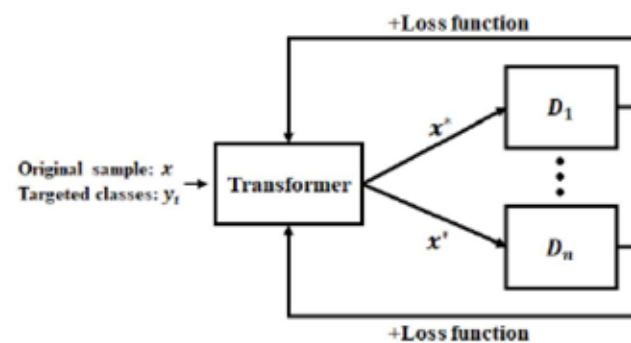 +Loss function
D₁
x*
Original sample: x
Targeted classes: yₜ
Transformer
x'
Dₙ
+Loss function